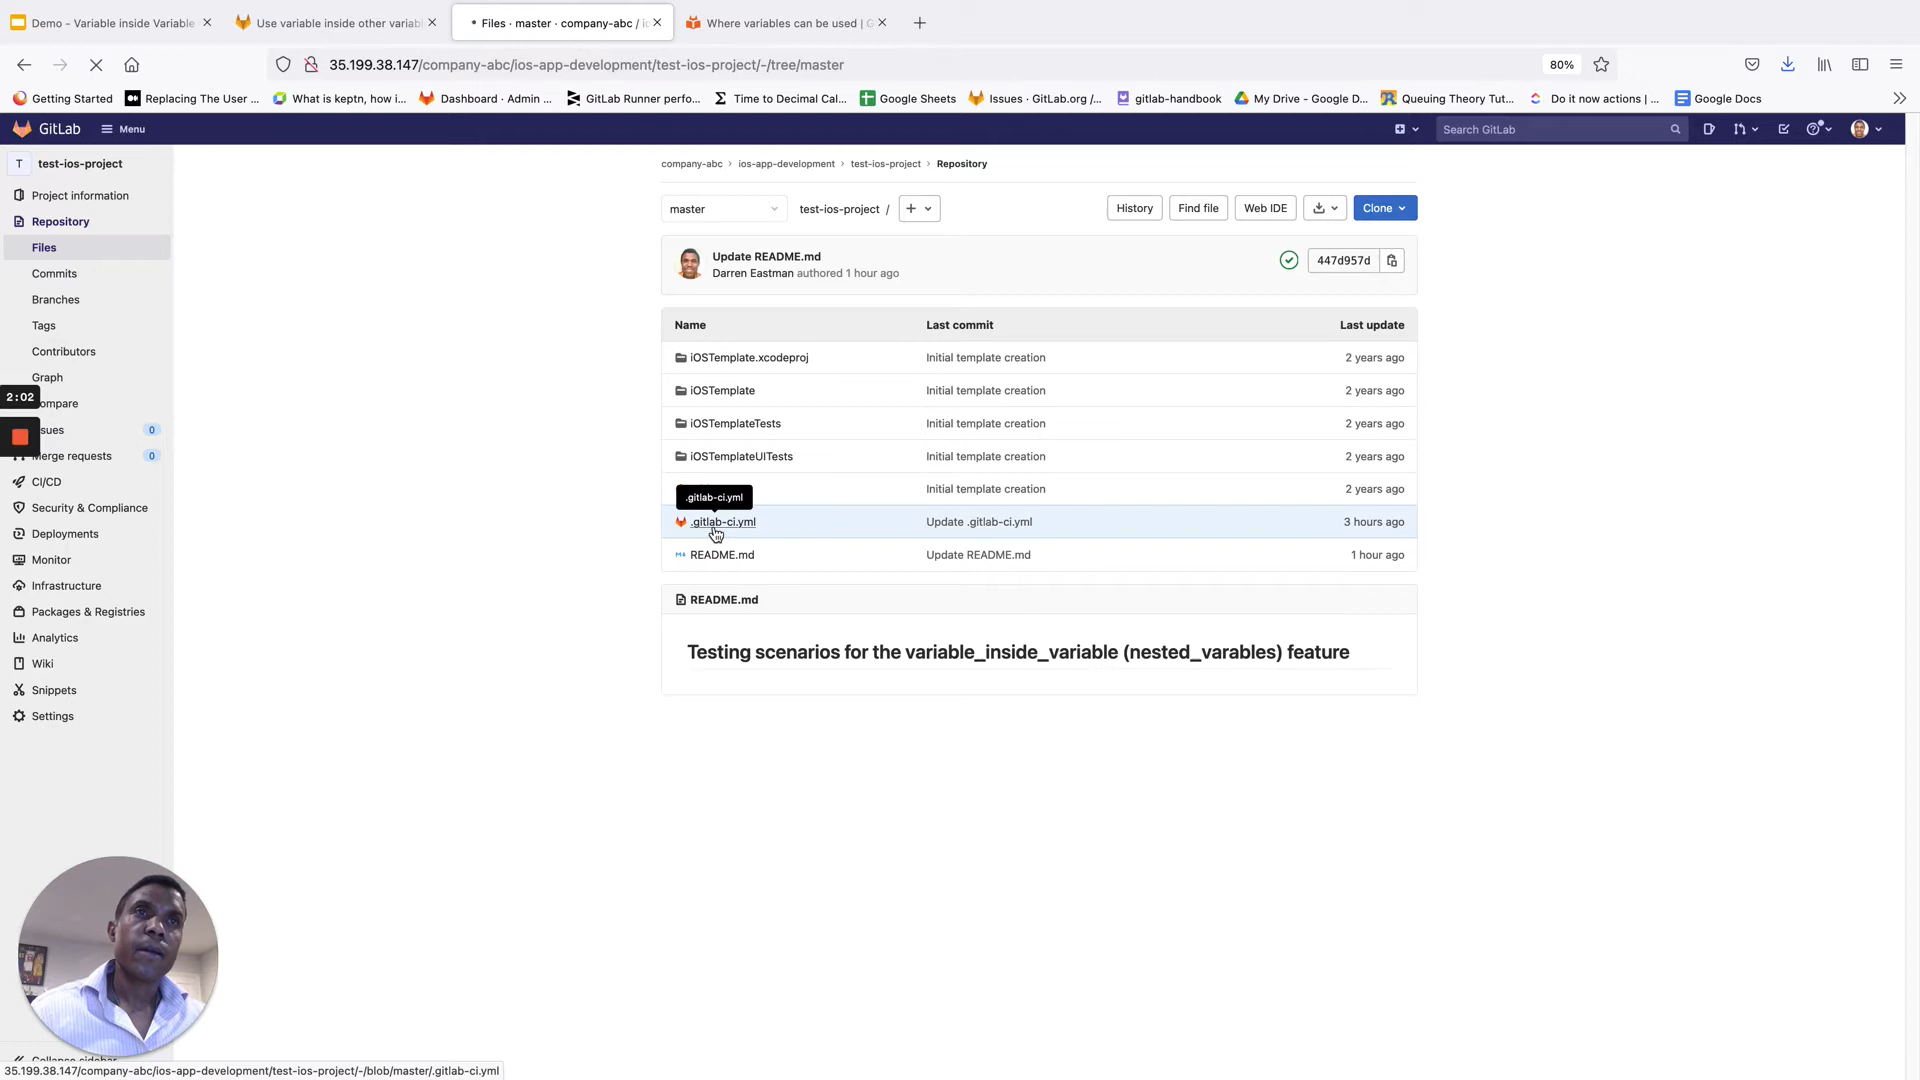 Demo – Variable inside Variable
Use variable inside other variab
Files · master · company-abc / i
Where variables can be used | G
35.199.38.147/company-abc/ios-app-development/test-ios-project/-/tree/master
80%
Getting Started
Replacing The User ...
What is keptn, how i...
Dashboard · Admin ...
GitLab Runner perfo...
Time to Decimal Cal...
Google Sheets
Issues · GitLab.org /...
gitlab-handbook
My Drive – Google D...
Queuing Theory Tut...
Do it now actions | ...
Google Docs
GitLab
Menu
Search GitLab
T
test-ios-project
Project information
Repository
Files
Commits
Branches
Tags
Contributors
Graph
2:02
ompare
ssues
0
Merge requests
0
CI/CD
Security & Compliance
Deployments
Monitor
Infrastructure
Packages & Registries
Analytics
Wiki
Snippets
Settings
Collapse sidebar
company-abc › ios-app-development › test-ios-project › Repository
master
test-ios-project /
History
Find file
Web IDE
Clone
Update README.md
Darren Eastman authored 1 hour ago
447d957d
Name Last commit Last update
iOSTemplate.xcodeproj Initial template creation 2 years ago
iOSTemplate Initial template creation 2 years ago
iOSTemplateTests Initial template creation 2 years ago
iOSTemplateUITests Initial template creation 2 years ago
.gitlab-ci.yml
Initial template creation 2 years ago
.gitlab-ci.yml Update .gitlab-ci.yml 3 hours ago
README.md Update README.md 1 hour ago
README.md
Testing scenarios for the variable_inside_variable (nested_varables) feature
35.199.38.147/company-abc/ios-app-development/test-ios-project/-/blob/master/.gitlab-ci.yml